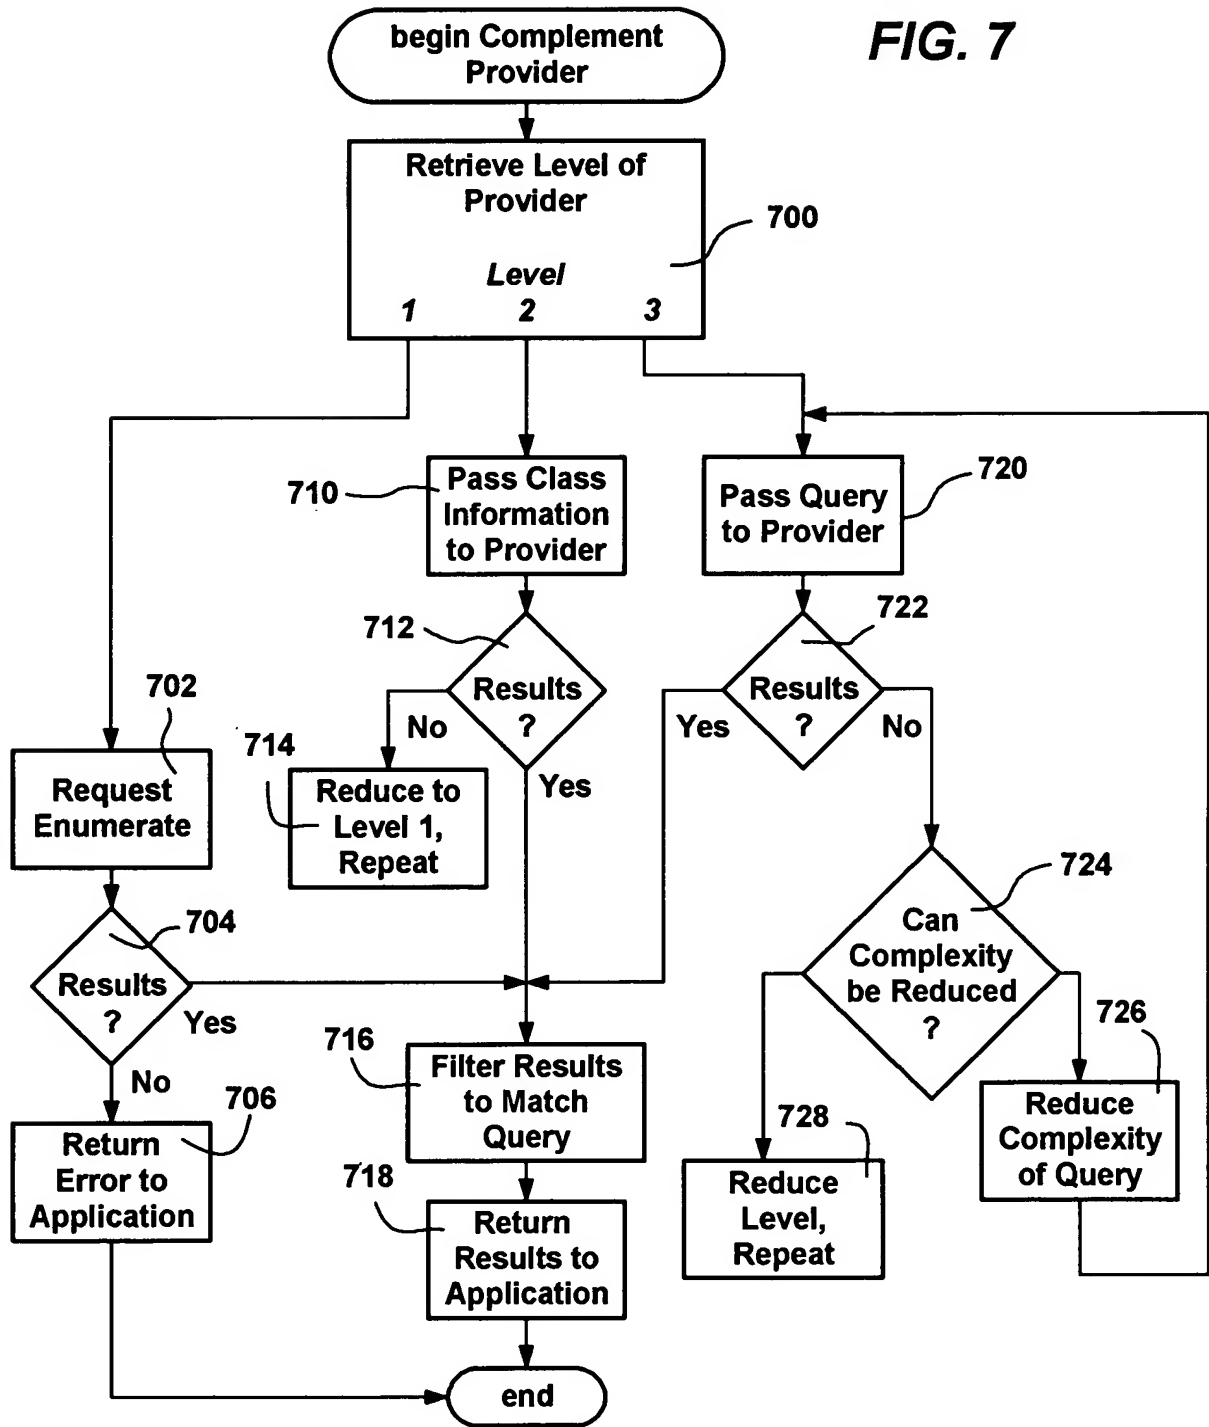 begin Complement
Provider
FIG. 7
Retrieve Level of
Provider
700
Level
1 2 3
710
Pass Class
Information
to Provider
720
Pass Query
to Provider
712
Results
?
No
Yes
722
Results
?
Yes
No
702
Request
Enumerate
714
Reduce to
Level 1,
Repeat
704
Results
?
Yes
No
724
Can
Complexity
be Reduced
?
706
Return
Error to
Application
716
Filter Results
to Match
Query
726
Reduce
Complexity
of Query
728
Reduce
Level,
Repeat
718
Return
Results to
Application
end